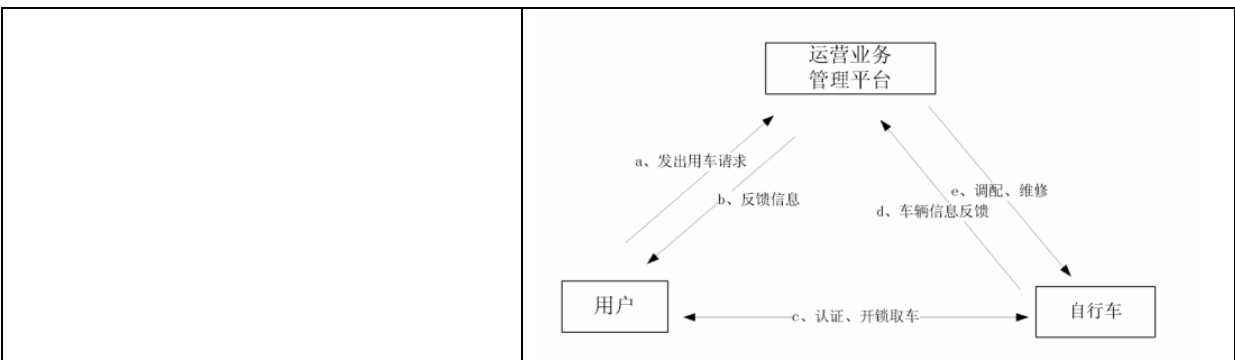 运营业务
管理平台
a、发出用车请求
b、反馈信息
e、调配、维修
d、车辆信息反馈
用户
c、认证、开锁取车
自行车